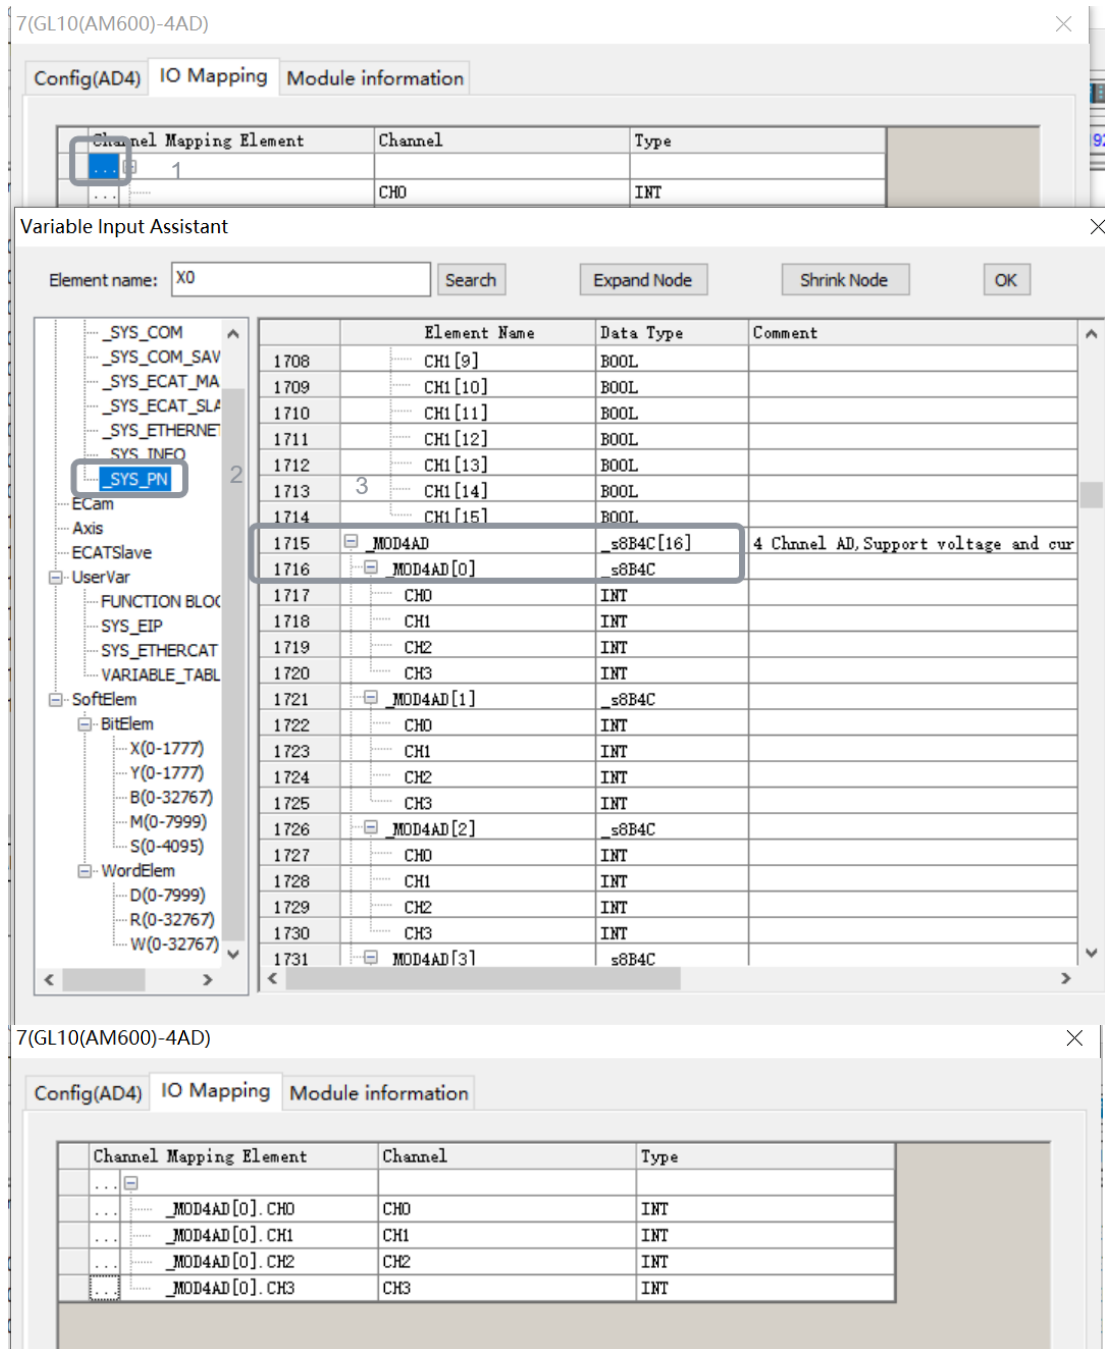 7(GL10(AM600)-4AD)
Config(AD4) IO Mapping Module information
Channel Mapping Element Channel Type
... 1
... CH0 INT
Variable Input Assistant
Element name: X0 Search Expand Node Shrink Node OK
_SYS_COM
_SYS_COM_SAV
_SYS_ECAT_MA
_SYS_ECAT_SLA
_SYS_ETHERNET
_SYS_INFO
_SYS_PN 2
ECam
Axis
ECATSlave
UserVar
FUNCTION BLOC
SYS_EIP
SYS_ETHERCAT
VARIABLE_TABL
SoftElem
BitElem
X(0-1777)
Y(0-1777)
B(0-32767)
M(0-7999)
S(0-4095)
WordElem
D(0-7999)
R(0-32767)
W(0-32767)
Element Name Data Type Comment
1708 CH1[9] BOOL
1709 CH1[10] BOOL
1710 CH1[11] BOOL
1711 CH1[12] BOOL
1712 CH1[13] BOOL
1713 3 CH1[14] BOOL
1714 CH1[15] BOOL
1715 _MOD4AD _s8B4C[16] 4 Chnnel AD,Support voltage and cur
1716 _MOD4AD[0] _s8B4C
1717 CH0 INT
1718 CH1 INT
1719 CH2 INT
1720 CH3 INT
1721 _MOD4AD[1] _s8B4C
1722 CH0 INT
1723 CH1 INT
1724 CH2 INT
1725 CH3 INT
1726 _MOD4AD[2] _s8B4C
1727 CH0 INT
1728 CH1 INT
1729 CH2 INT
1730 CH3 INT
1731 _MOD4AD[3] _s8B4C
7(GL10(AM600)-4AD)
Config(AD4) IO Mapping Module information
Channel Mapping Element Channel Type
...
... _MOD4AD[0].CH0 CH0 INT
... _MOD4AD[0].CH1 CH1 INT
... _MOD4AD[0].CH2 CH2 INT
... _MOD4AD[0].CH3 CH3 INT